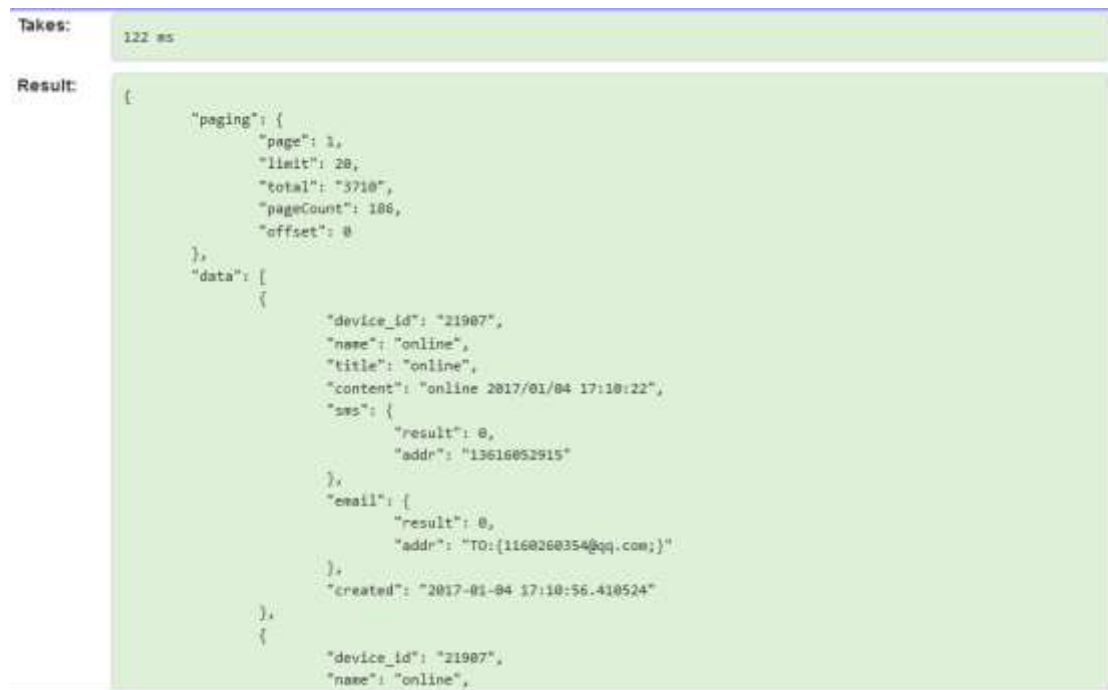 Takes:
122 ms
Result:
{
"paging": {
"page": 1,
"limit": 20,
"total": "3710",
"pageCount": 186,
"offset": 0
},
"data": [
{
"device_id": "21907",
"name": "online",
"title": "online",
"content": "online 2017/01/04 17:10:22",
"sms": {
"result": 0,
"addr": "13616052915"
},
"email": {
"result": 0,
"addr": "TO:{1160260354@qq.com;}"
},
"created": "2017-01-04 17:10:56.410524"
},
{
"device_id": "21907",
"name": "online",